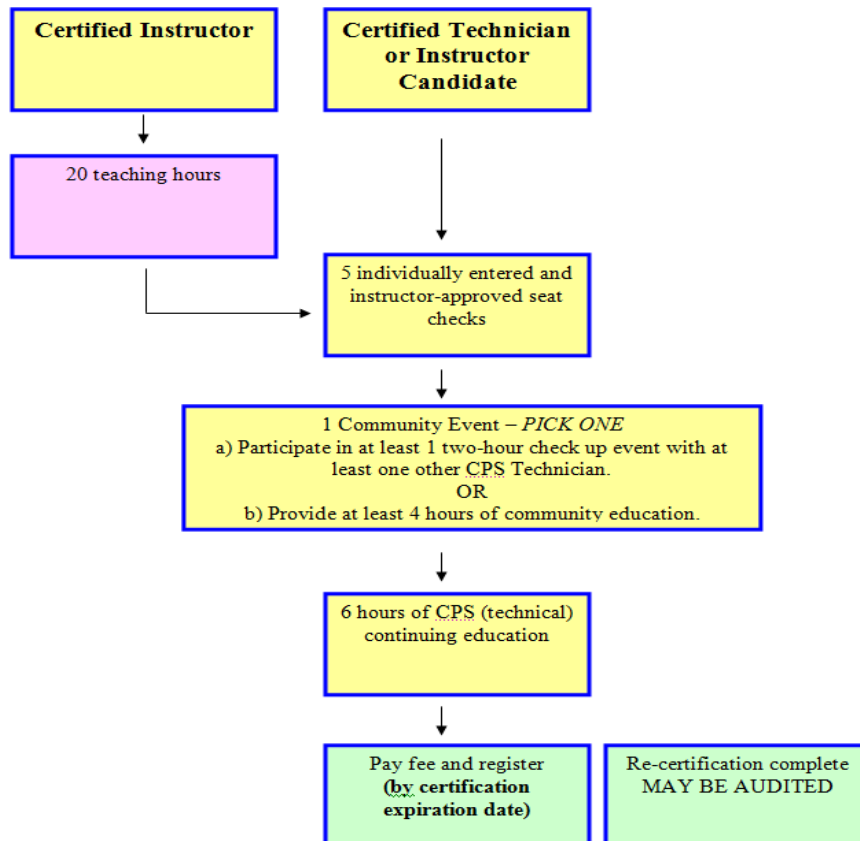 Certified Instructor
Certified Technician
or Instructor
Candidate
20 teaching hours
5 individually entered and
instructor-approved seat
checks
1 Community Event – PICK ONE
a) Participate in at least 1 two-hour check up event with at
least one other CPS Technician.
OR
b) Provide at least 4 hours of community education.
6 hours of CPS (technical)
continuing education
Pay fee and register
(by certification
expiration date)
Re-certification complete
MAY BE AUDITED